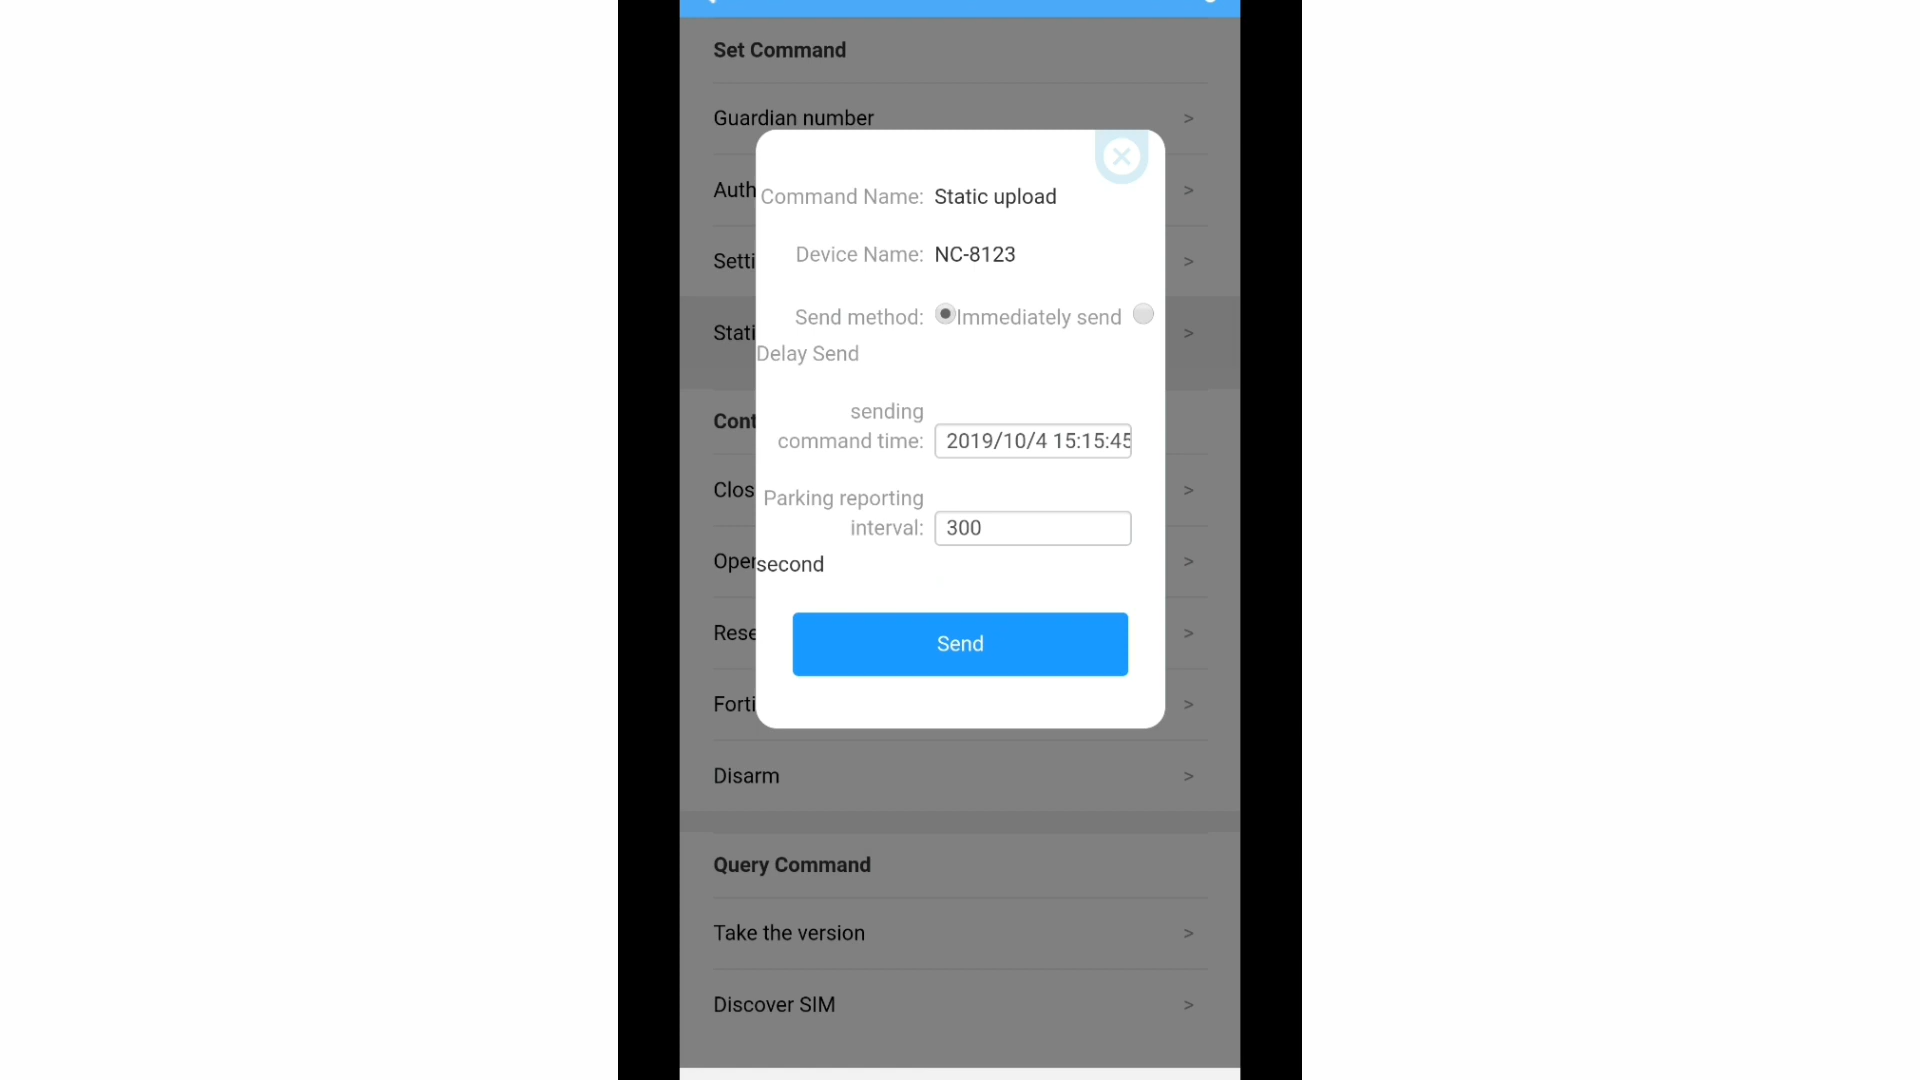 Set Command
Guardian number >
Auth >
Setti >
Stati >
Cont
Clos >
Oper >
Rese >
Forti >
Disarm >
Query Command
Take the version >
Discover SIM >
Command Name: Static upload
Device Name: NC-8123
Send method: Immediately send
Delay Send
sending
command time: 2019/10/4 15:15:45
Parking reporting
interval: 300
second
Send